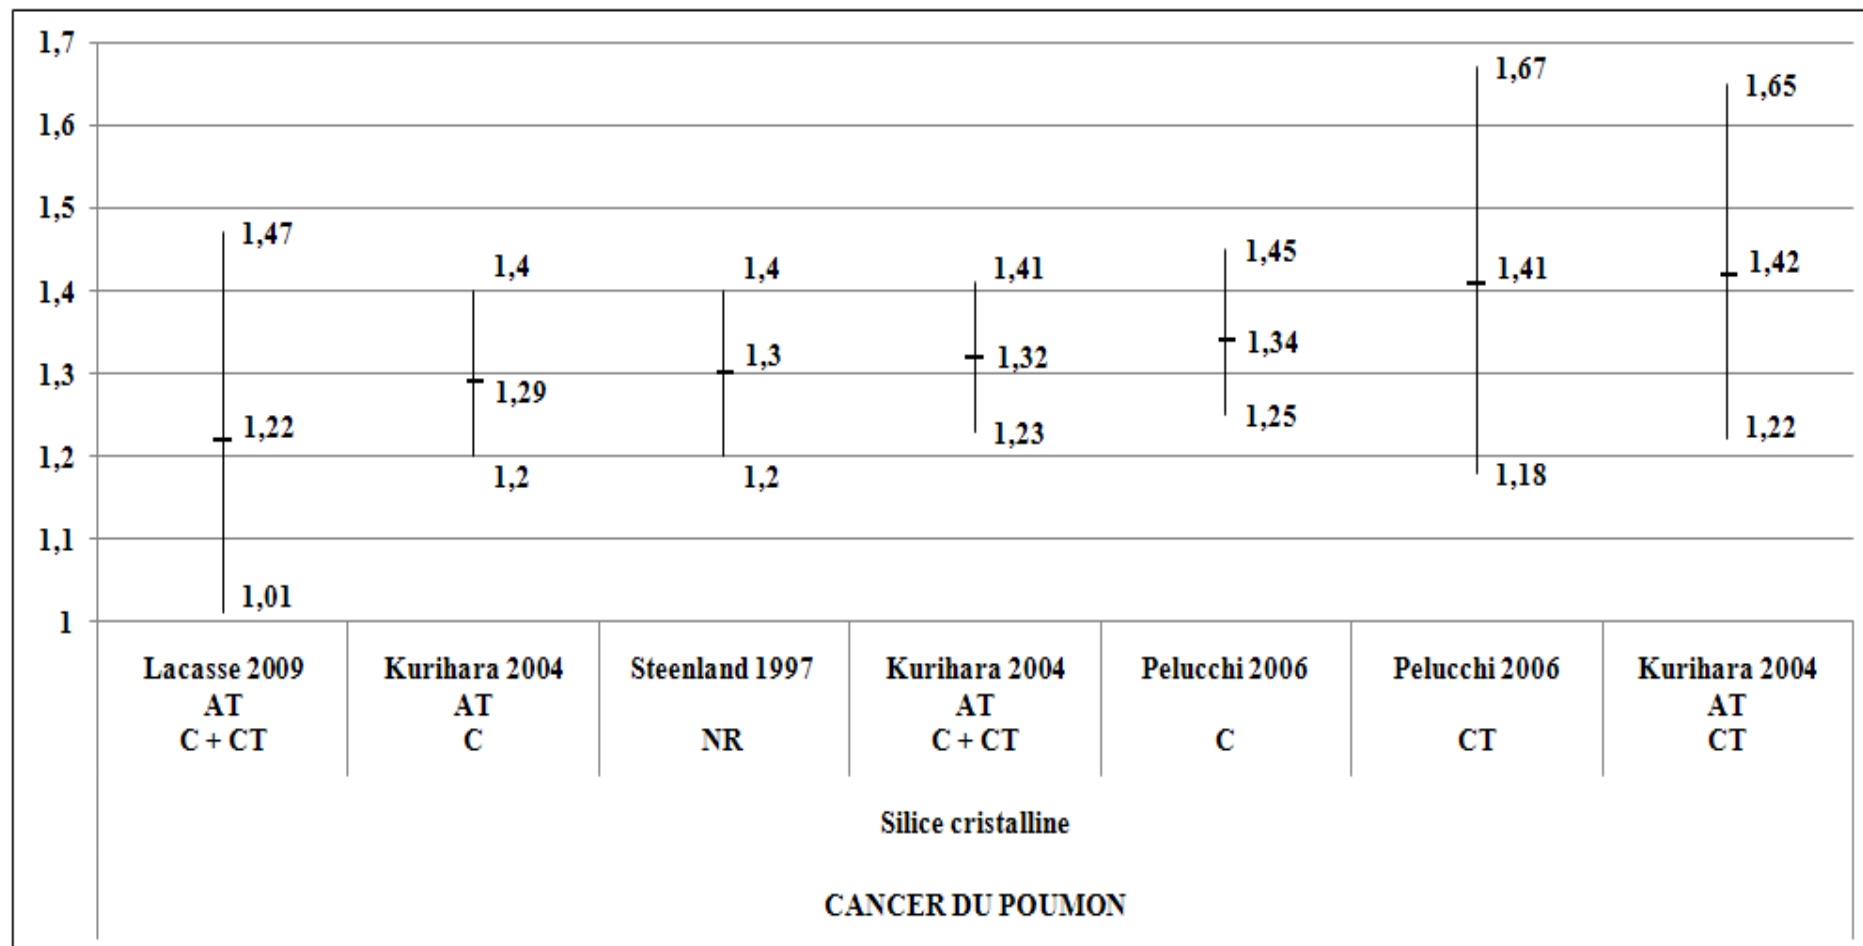 1,7
1,6
1,5
1,4
1,3
1,2
1,1
1
1,47
1,22
1,01
1,4
1,29
1,2
1,4
1,3
1,2
1,41
1,32
1,23
1,45
1,34
1,25
1,67
1,41
1,18
1,65
1,42
1,22
Lacasse 2009
AT
C + CT
Kurihara 2004
AT
C
Steenland 1997
NR
Kurihara 2004
AT
C + CT
Pelucchi 2006
C
Pelucchi 2006
CT
Kurihara 2004
AT
CT
Silice cristalline
CANCER DU POUMON